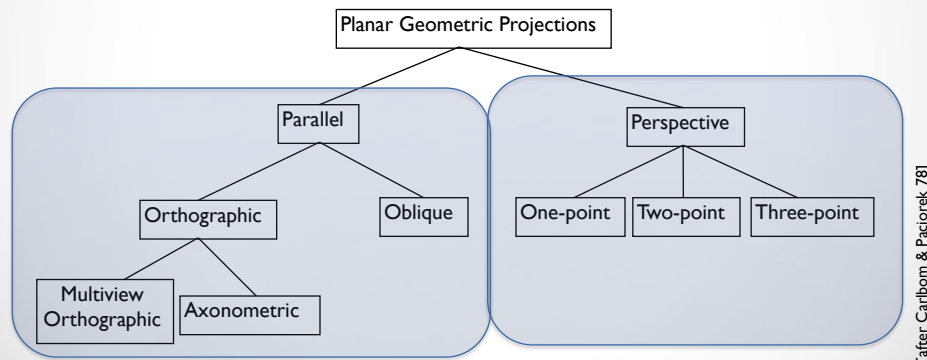 Planar Geometric Projections
Parallel
Perspective
Orthographic
Oblique
One-point
Two-point
Three-point
Multiview
Orthographic
Axonometric
[after Carlbom & Paciorek 78]